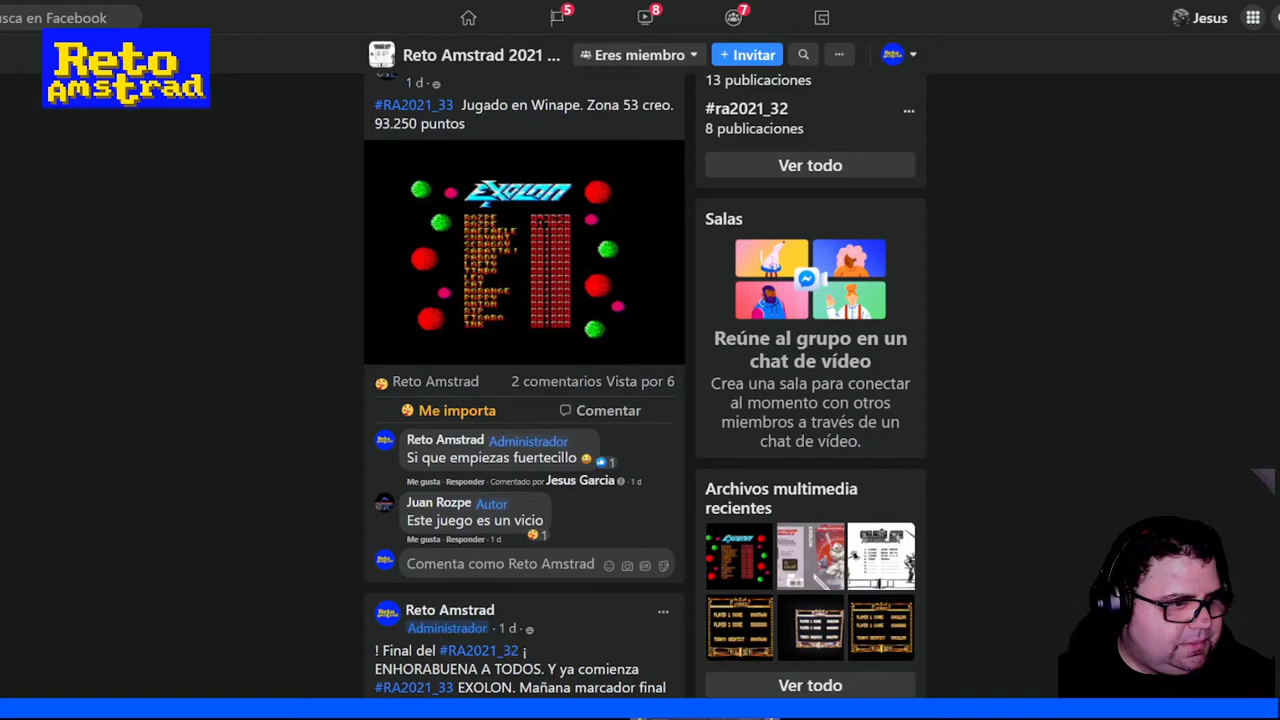 usca en Facebook
5
8
7
Jesus
Reto
Amstrad
Reto Amstrad 2021 ...
Eres miembro
+ Invitar
1 d
#RA2021_33 Jugado en Winape. Zona 53 creo.
93.250 puntos
EXOLON
Reto Amstrad
2 comentarios Vista por 6
Me importa
Comentar
Reto Amstrad Administrador
Si que empiezas fuertecillo
1
Me gusta · Responder · Comentado por Jesus Garcia · 1 d
Juan Rozpe Autor
Este juego es un vicio
1
Me gusta · Responder · 1 d
Comenta como Reto Amstrad
Reto Amstrad
Administrador · 1 d
! Final del #RA2021_32 ¡
ENHORABUENA A TODOS. Y ya comienza
#RA2021_33 EXOLON. Mañana marcador final
13 publicaciones
#ra2021_32
8 publicaciones
Ver todo
Salas
Reúne al grupo en un
chat de vídeo
Crea una sala para conectar
al momento con otros
miembros a través de un
chat de vídeo.
Archivos multimedia
recientes
Ver todo